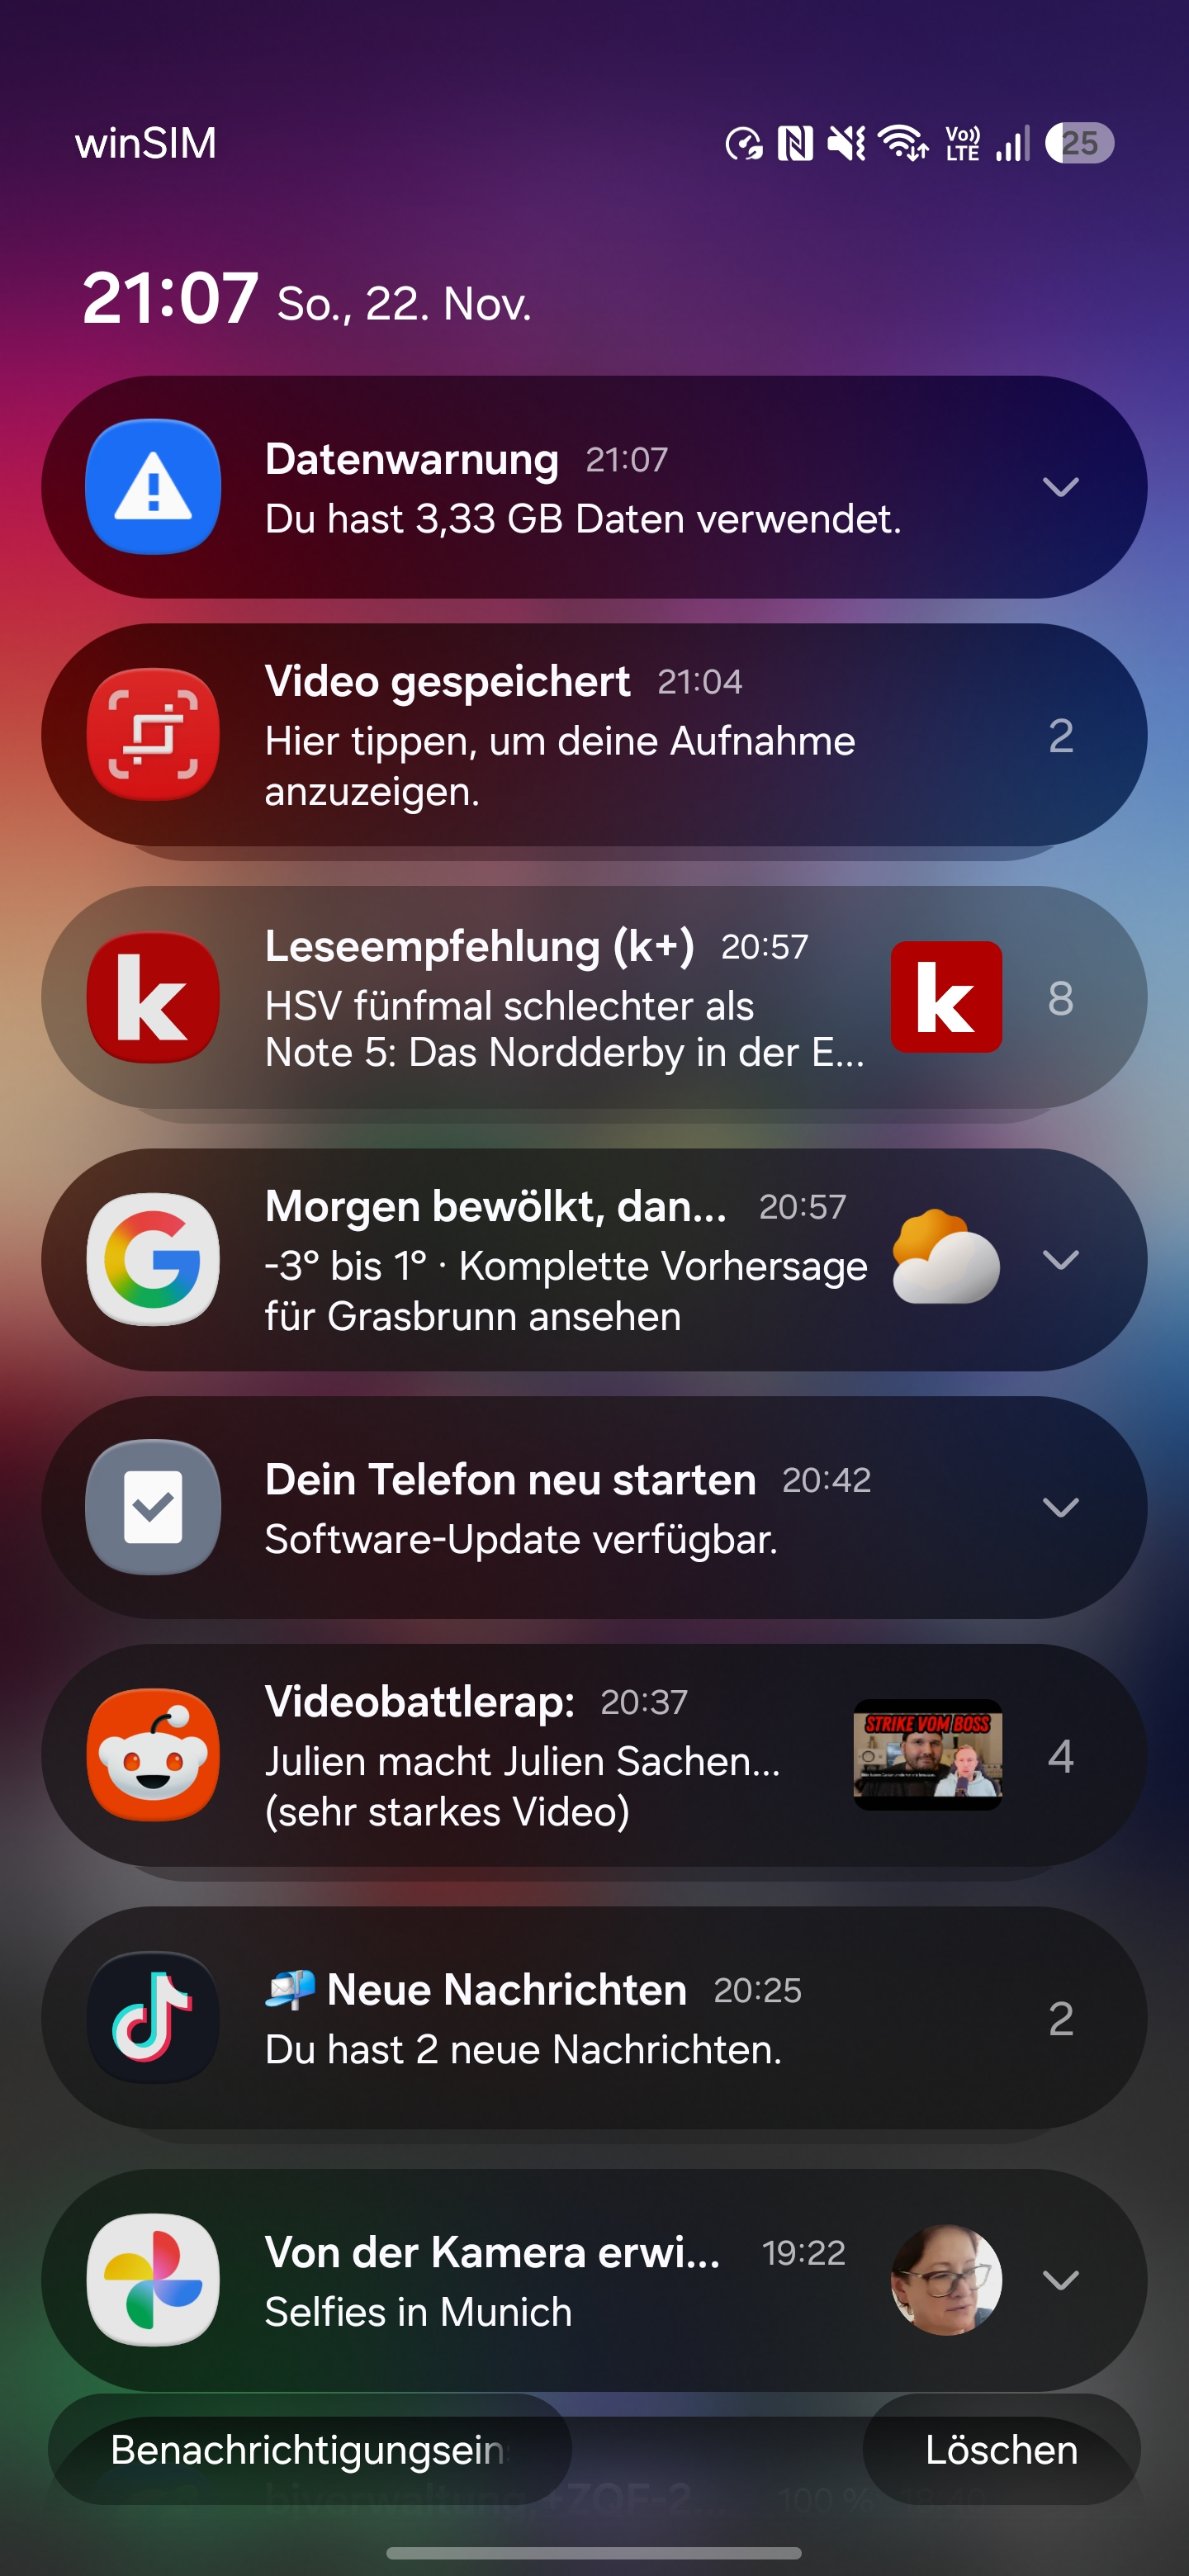 winSIM
Vo))
LTE
25
21:07 So., 22. Nov.
Datenwarnung 21:07
Du hast 3,33 GB Daten verwendet.
Video gespeichert 21:04
Hier tippen, um deine Aufnahme
anzuzeigen.
2
k
Leseempfehlung (k+) 20:57
HSV fünfmal schlechter als
Note 5: Das Nordderby in der E...
k
8
G
Morgen bewölkt, dan... 20:57
-3° bis 1° · Komplette Vorhersage
für Grasbrunn ansehen
Dein Telefon neu starten 20:42
Software-Update verfügbar.
Videobattlerap: 20:37
Julien macht Julien Sachen...
(sehr starkes Video)
STRIKE VOM BOSS
4
Neue Nachrichten 20:25
Du hast 2 neue Nachrichten.
2
Von der Kamera erwi... 19:22
Selfies in Munich
Benachrichtigungsein
Löschen
100 %